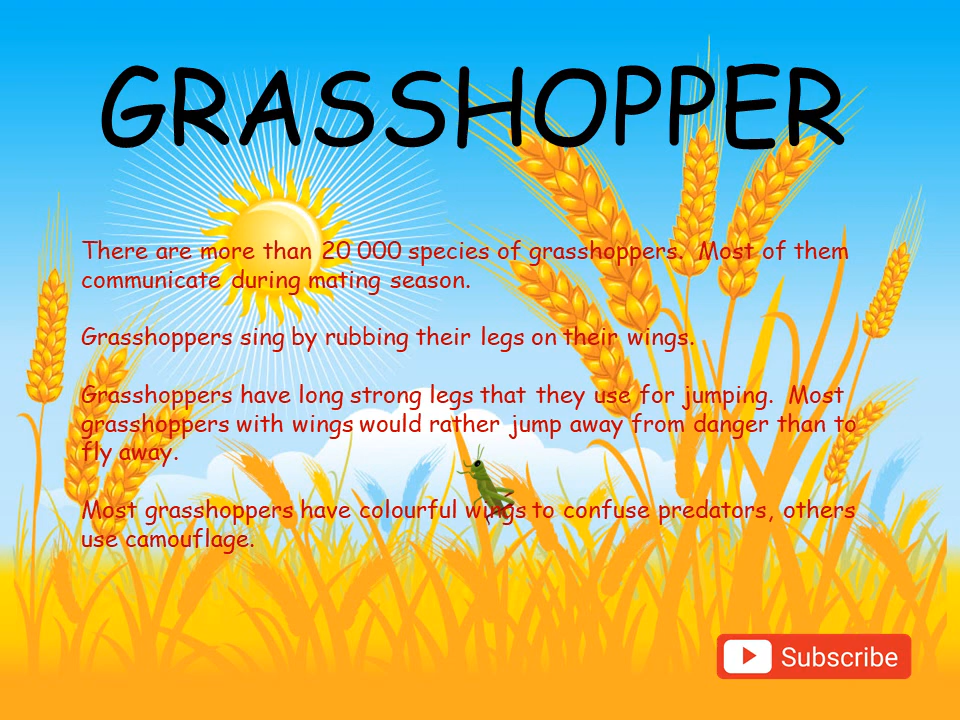 GRASSHOPPER
There are more than 20 000 species of grasshoppers.  Most of them
communicate during mating season.
Grasshoppers sing by rubbing their legs on their wings.
Grasshoppers have long strong legs that they use for jumping.  Most
grasshoppers with wings would rather jump away from danger than to
fly away.
Most grasshoppers have colourful wings to confuse predators, others
use camouflage.
Subscribe